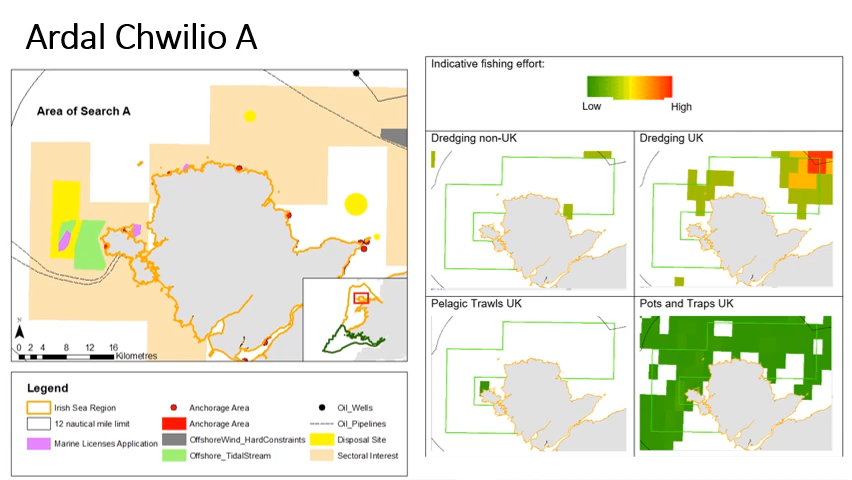 Ardal Chwilio A
Area of Search A
N
0 2 4 8 12 16
Kilometres
Legend
Irish Sea Region
12 nautical mile limit
Marine Licenses Application
Anchorage Area
Anchorage Area
OffshoreWind_HardConstraints
Offshore_TidalStream
Oil_Wells
Oil_Pipelines
Disposal Site
Sectoral Interest
Indicative fishing effort:
Low High
Dredging non-UK
Dredging UK
Pelagic Trawls UK
Pots and Traps UK